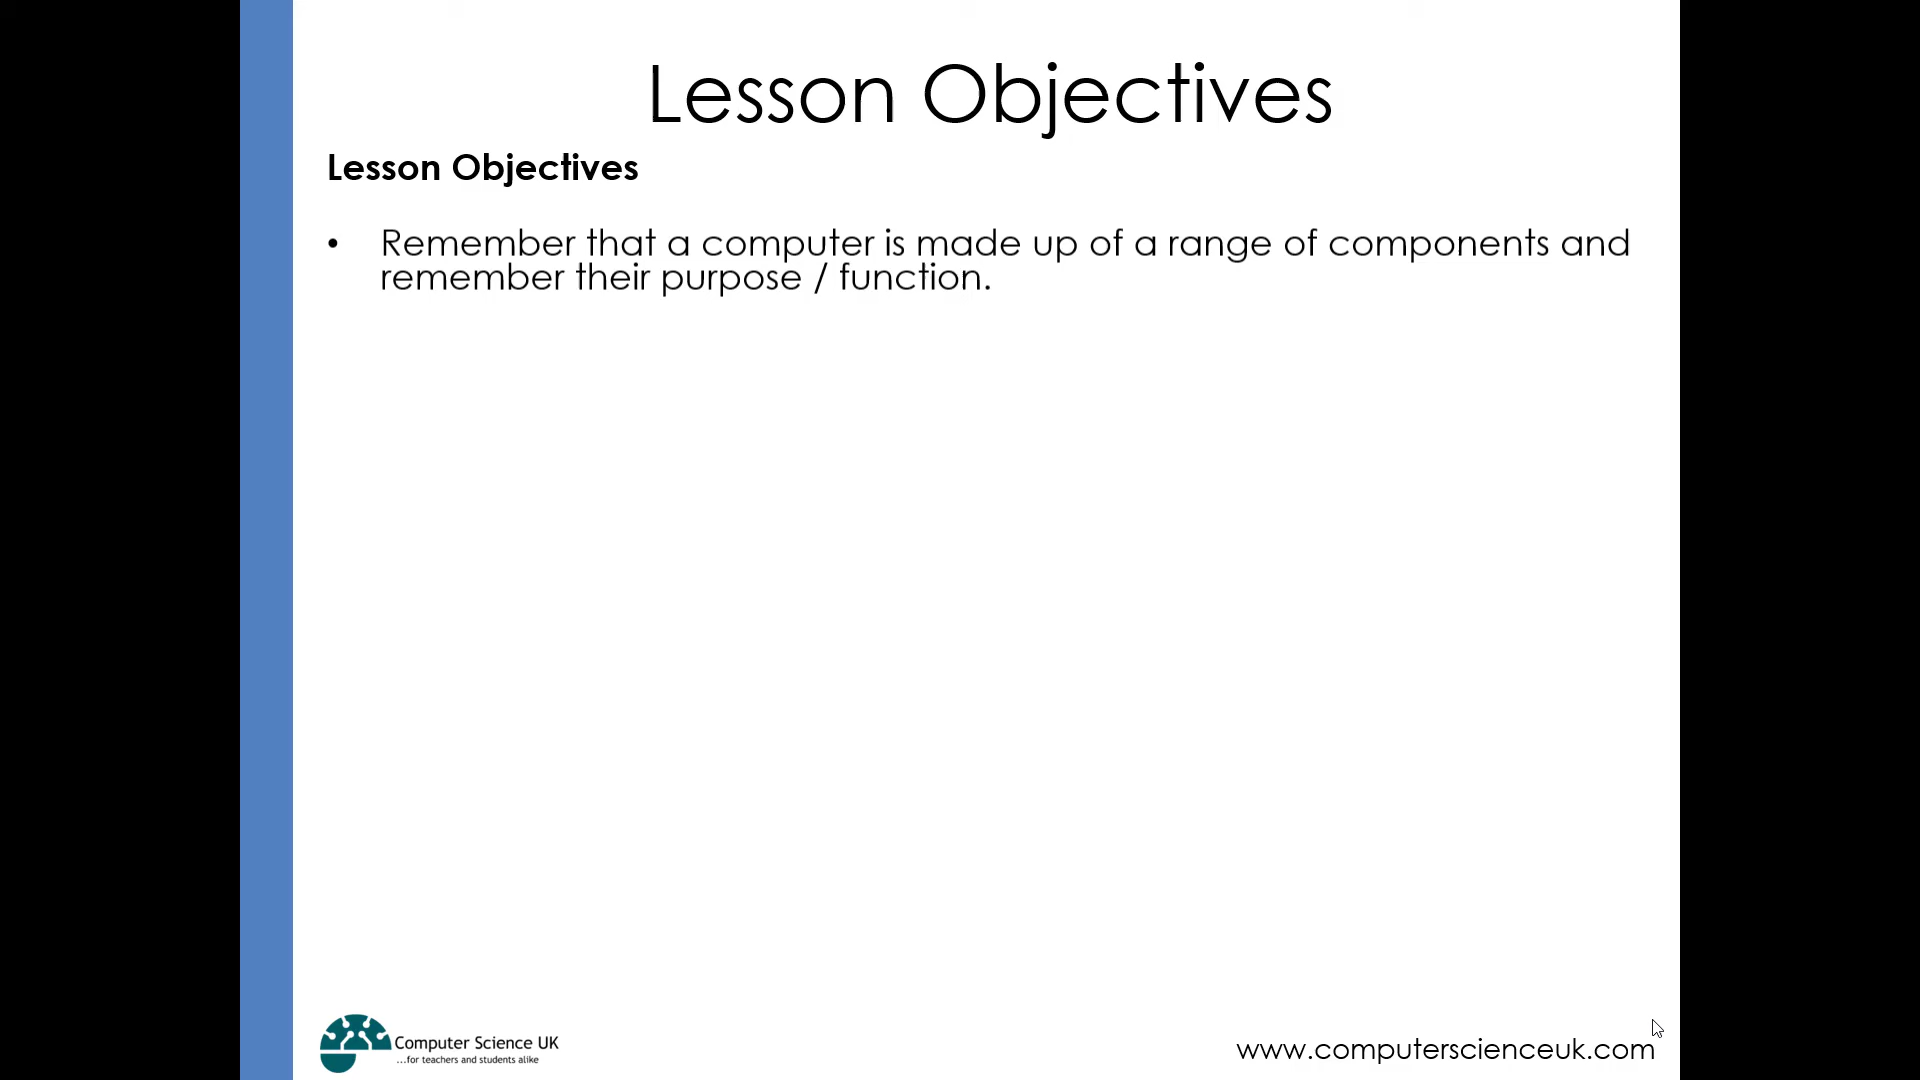 Lesson Objectives
Lesson Objectives
• Remember that a computer is made up of a range of components and
remember their purpose / function.
Computer Science UK
...for teachers and students alike
www.computerscienceuk.com